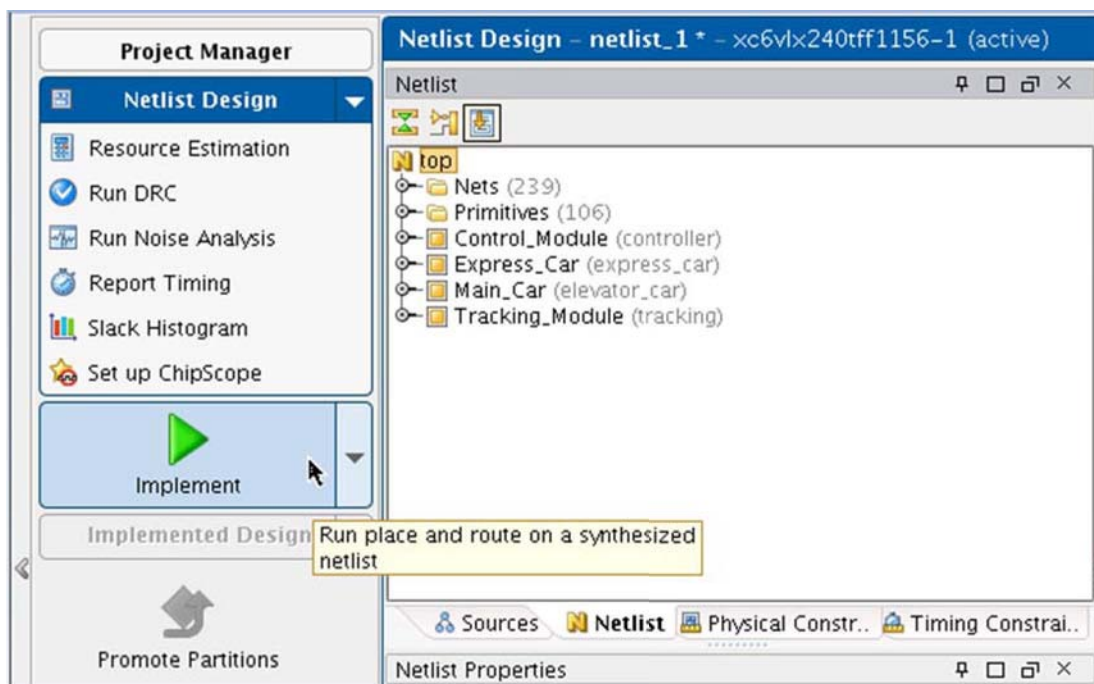 Project Manager
Netlist Design
Resource Estimation
Run DRC
Run Noise Analysis
Report Timing
Slack Histogram
Set up ChipScope
Implement
Implemented Design
Promote Partitions
Netlist Design - netlist_1 * - xc6vlx240tff1156-1 (active)
Netlist
top
Nets (239)
Primitives (106)
Control_Module (controller)
Express_Car (express_car)
Main_Car (elevator_car)
Tracking_Module (tracking)
Run place and route on a synthesized
netlist
Sources Netlist Physical Constr.. Timing Constrai..
Netlist Properties